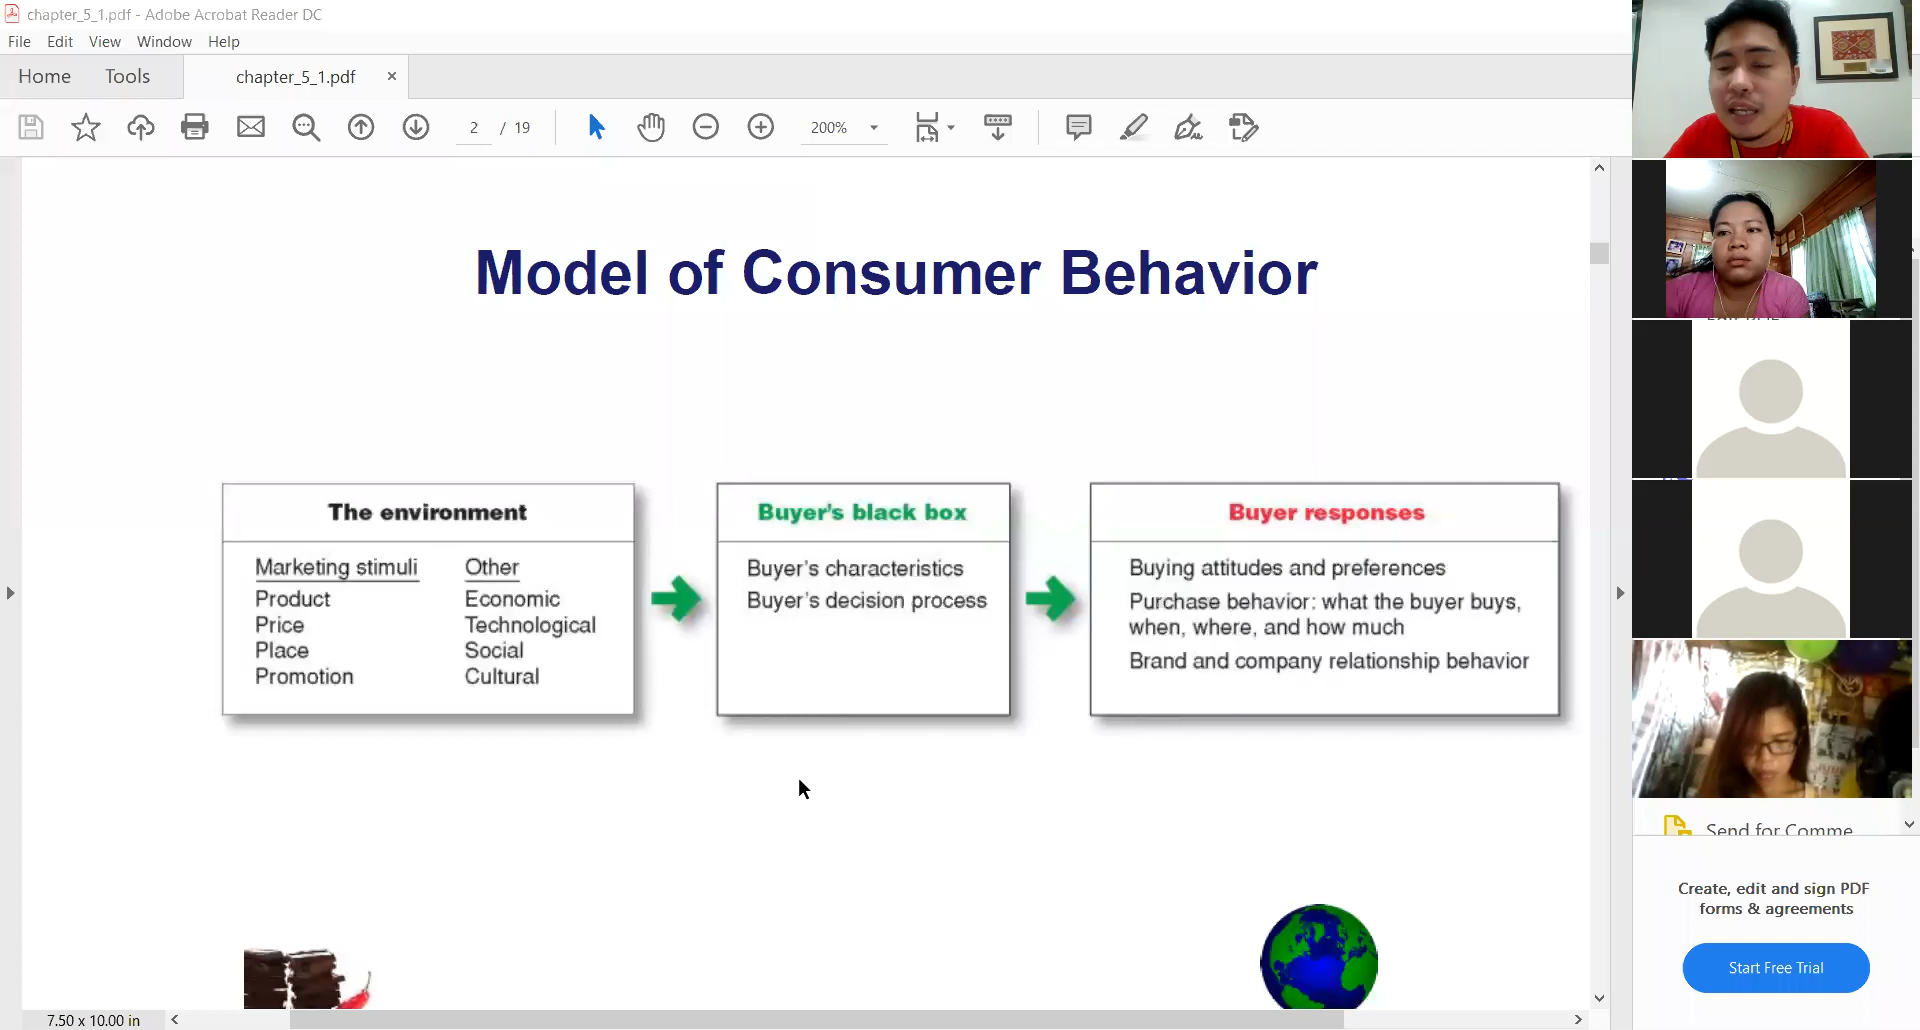 chapter_5_1.pdf - Adobe Acrobat Reader DC
File Edit View Window Help
Home Tools chapter_5_1.pdf ×
2 / 19 200%
Model of Consumer Behavior
The environment
Marketing stimuli Other
Product Economic
Price Technological
Place Social
Promotion Cultural
Buyer's black box
Buyer's characteristics
Buyer's decision process
Buyer responses
Buying attitudes and preferences
Purchase behavior: what the buyer buys,
when, where, and how much
Brand and company relationship behavior
Send for Comme
Create, edit and sign PDF
forms & agreements
Start Free Trial
7.50 x 10.00 in